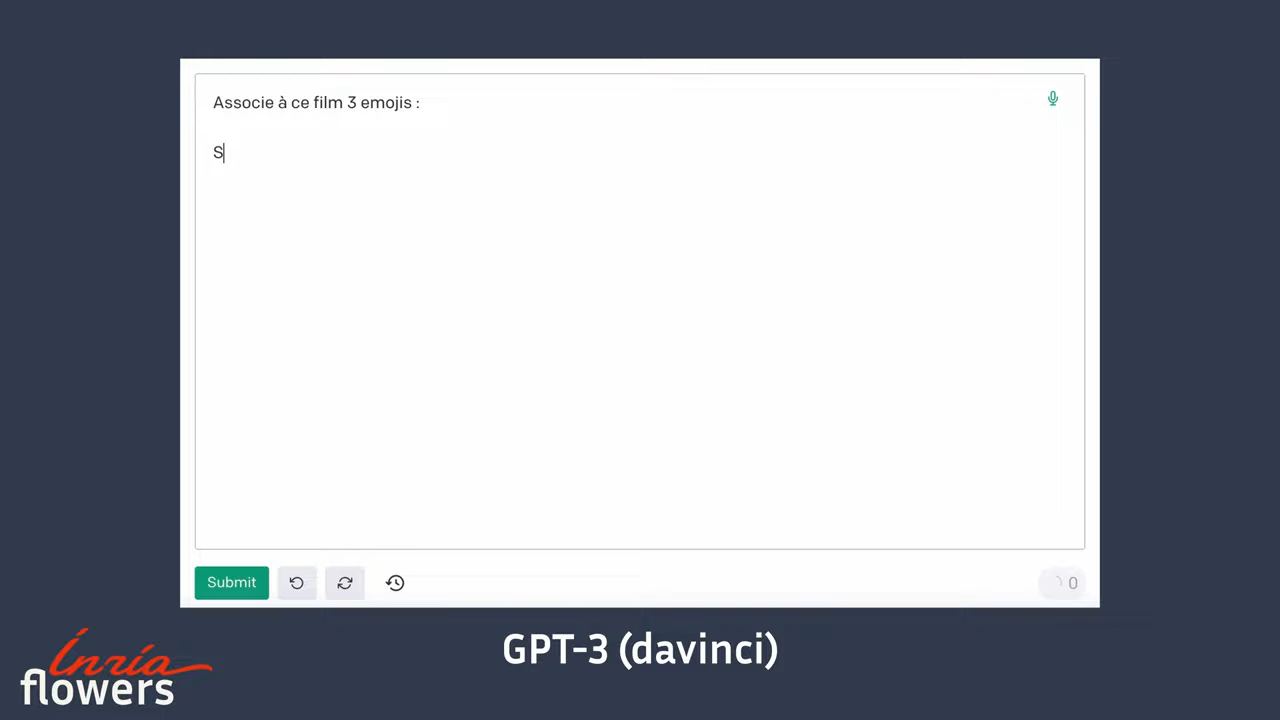 Associe à ce film 3 emojis :
S
Submit
0
GPT-3 (davinci)
Inria
flowers